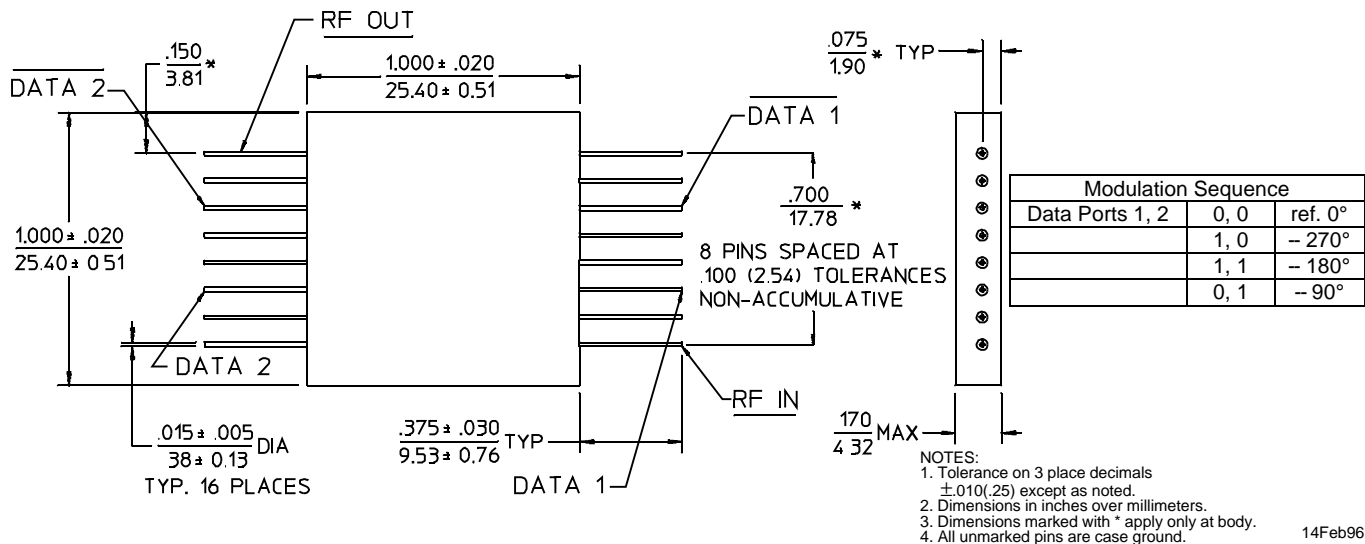 RF OUT
.150
3.81 *
DATA 2
1.000 ± .020
25.40 ± 0.51
.075
1.90 * TYP
DATA 1
.700
17.78 *
8 PINS SPACED AT
.100 (2.54) TOLERANCES
NON-ACCUMULATIVE
Modulation Sequence
Data Ports 1, 2 0, 0 ref. 0°
1, 0 -- 270°
1, 1 -- 180°
0, 1 -- 90°
1.000 ± .020
25.40 ± 0 51
DATA 2
RF IN
.015 ± .005 DIA
38 ± 0.13
TYP. 16 PLACES
.375 ± .030 TYP
9.53 ± 0.76
DATA 1
170
4 32 MAX
NOTES:
1. Tolerance on 3 place decimals
±.010(.25) except as noted.
2. Dimensions in inches over millimeters.
3. Dimensions marked with * apply only at body.
4. All unmarked pins are case ground.
14Feb96